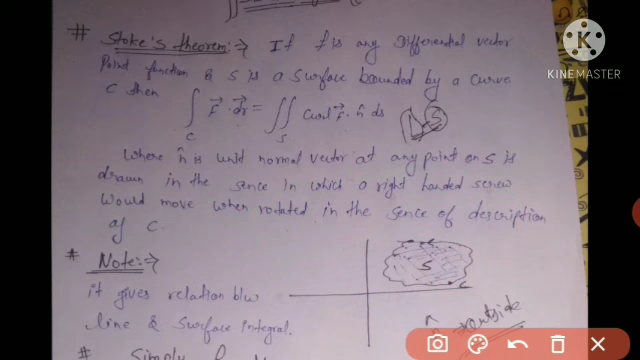 # Stoke's theorem:→ If f is any Differential vector
Point function & S is a surface bounded by a curve
C then ∫C F⃗ · dr⃗ = ∬S curl F⃗ · n̂ ds
S
Where n̂ is unit normal vector at any point on S is
drawn in the sence in which a right handed screw
would move when rotated in the sence of description
of C.
* Note:→
it gives relation b/w
line & Surface integral.
S
C
n̂ outside
# Simply
KINEMASTER